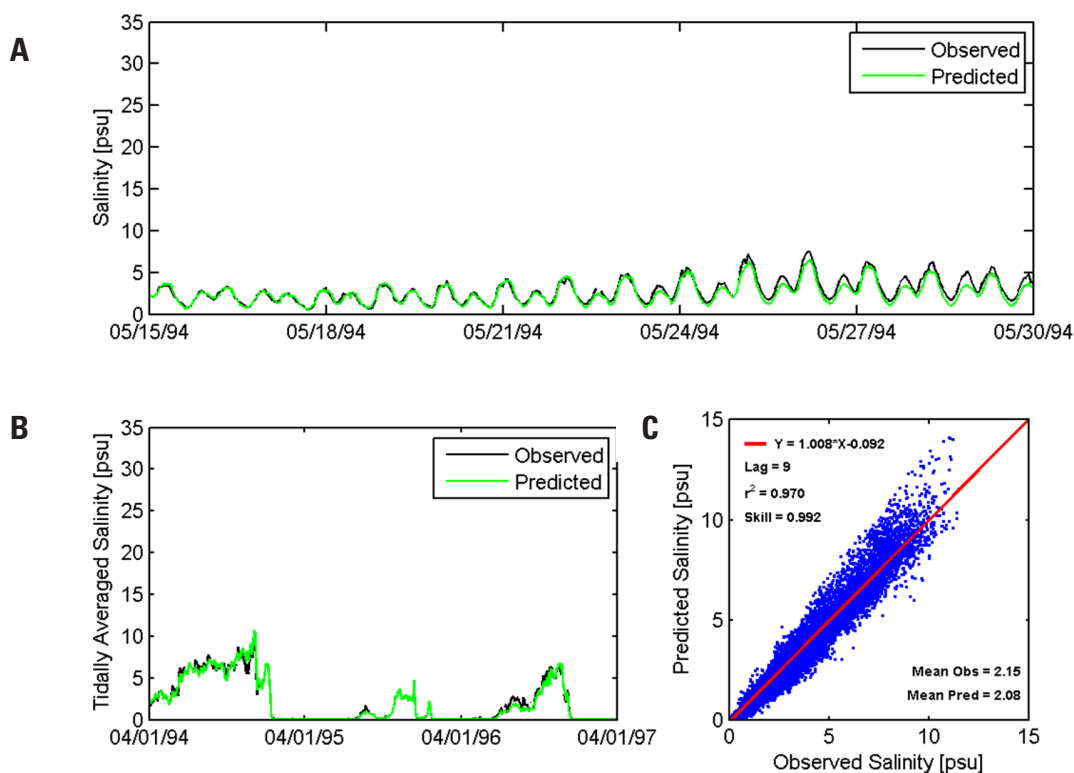 A
Salinity [psu]
35
30
25
20
15
10
5
0
Observed
Predicted
05/15/94 05/18/94 05/21/94 05/24/94 05/27/94 05/30/94
B
Tidally Averaged Salinity [psu]
35
30
25
20
15
10
5
0
Observed
Predicted
04/01/94 04/01/95 04/01/96 04/01/97
C
Predicted Salinity [psu]
15
10
5
0
Y = 1.008*X-0.092
Lag = 9
r² = 0.970
Skill = 0.992
Mean Obs = 2.15
Mean Pred = 2.08
0 5 10 15
Observed Salinity [psu]